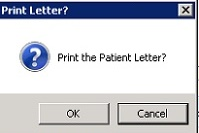 Print Letter?
Print the Patient Letter?
OK
Cancel